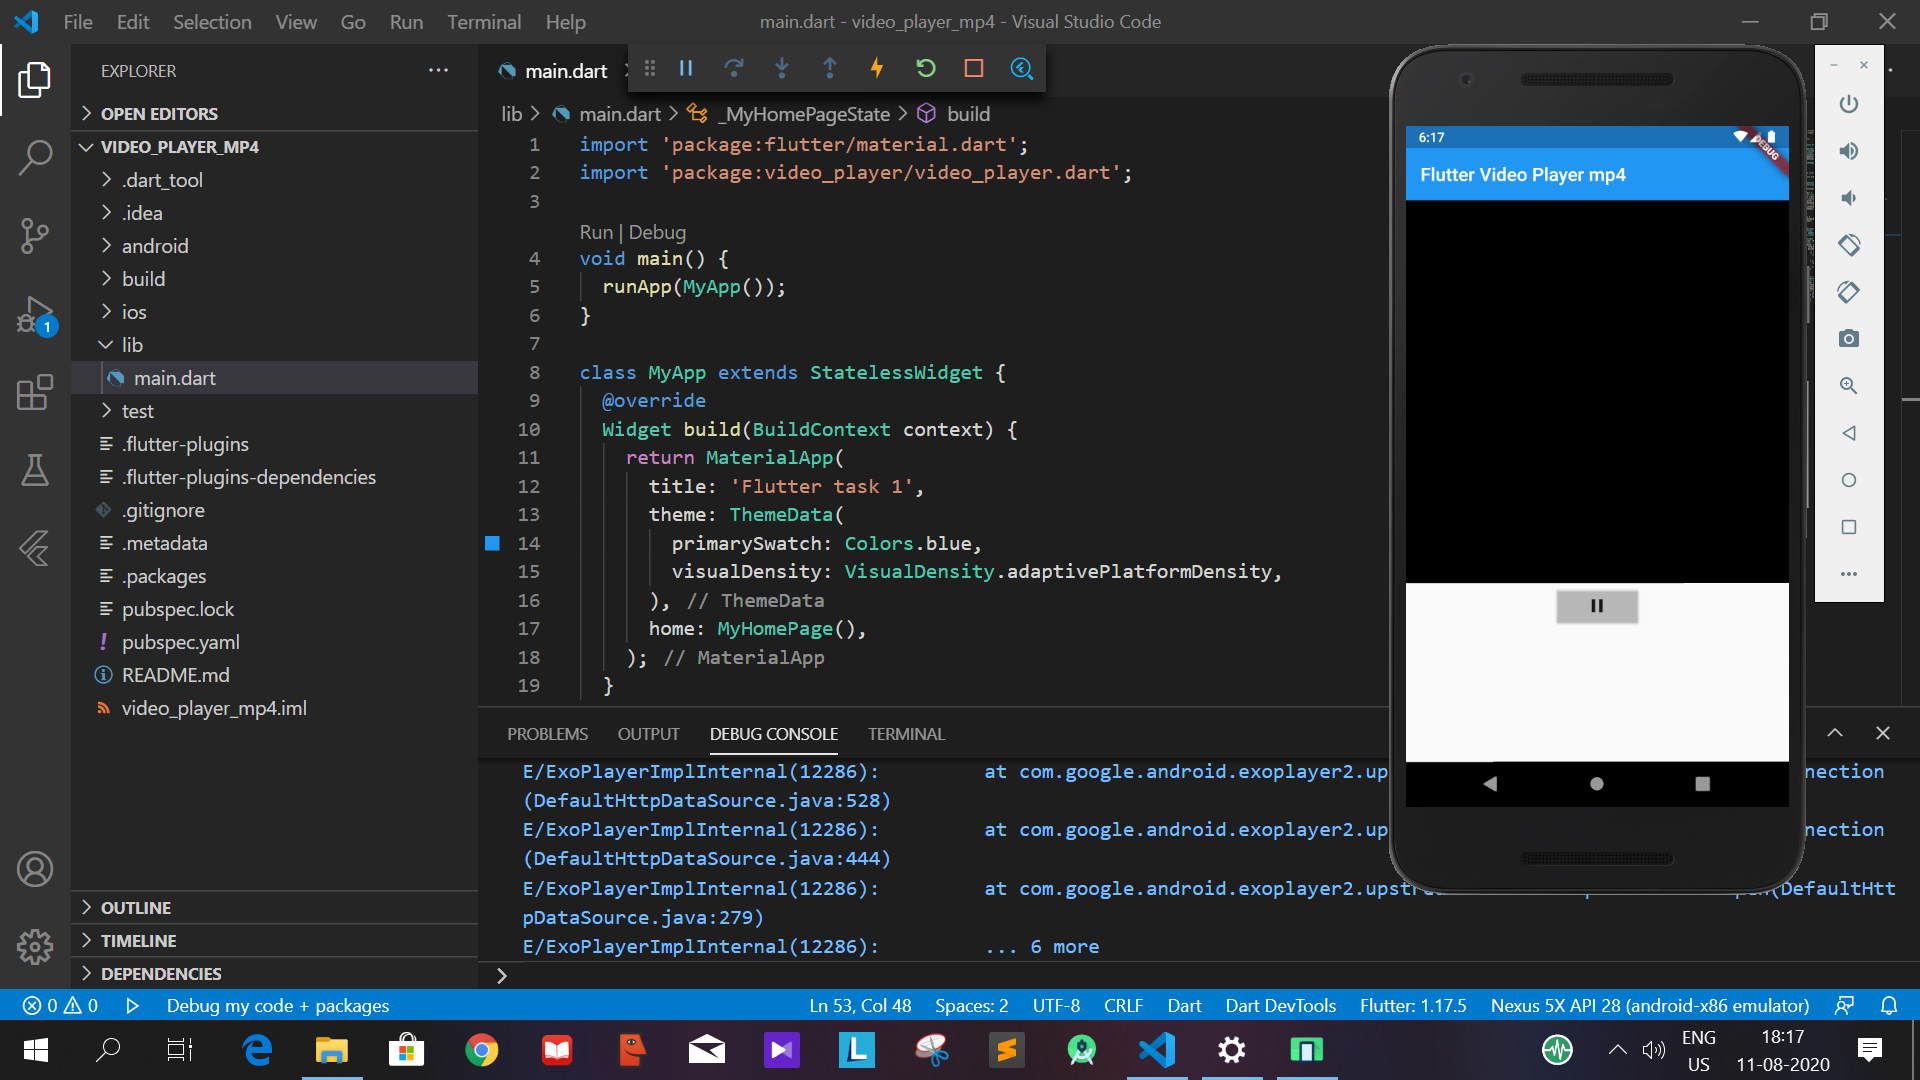 File Edit Selection View Go Run Terminal Help
main.dart - video_player_mp4 - Visual Studio Code
EXPLORER
OPEN EDITORS
VIDEO_PLAYER_MP4
.dart_tool
.idea
android
build
ios
lib
main.dart
test
.flutter-plugins
.flutter-plugins-dependencies
.gitignore
.metadata
.packages
pubspec.lock
pubspec.yaml
README.md
video_player_mp4.iml
OUTLINE
TIMELINE
DEPENDENCIES
1
main.dart
lib > main.dart > _MyHomePageState > build
1 import 'package:flutter/material.dart';
2 import 'package:video_player/video_player.dart';
3
Run | Debug
4 void main() {
5 runApp(MyApp());
6 }
7
8 class MyApp extends StatelessWidget {
9 @override
10 Widget build(BuildContext context) {
11 return MaterialApp(
12 title: 'Flutter task 1',
13 theme: ThemeData(
14 primarySwatch: Colors.blue,
15 visualDensity: VisualDensity.adaptivePlatformDensity,
16 ), // ThemeData
17 home: MyHomePage(),
18 ); // MaterialApp
19 }
PROBLEMS OUTPUT DEBUG CONSOLE TERMINAL
E/ExoPlayerImplInternal(12286): at com.google.android.exoplayer2.up nection
(DefaultHttpDataSource.java:528)
E/ExoPlayerImplInternal(12286): at com.google.android.exoplayer2.up nection
(DefaultHttpDataSource.java:444)
E/ExoPlayerImplInternal(12286): at com.google.android.exoplayer2.upstr (DefaultHtt
pDataSource.java:279)
E/ExoPlayerImplInternal(12286): ... 6 more
6:17
DEBUG
Flutter Video Player mp4
0 0 Debug my code + packages
Ln 53, Col 48 Spaces: 2 UTF-8 CRLF Dart Dart DevTools Flutter: 1.17.5 Nexus 5X API 28 (android-x86 emulator)
ENG
US
18:17
11-08-2020